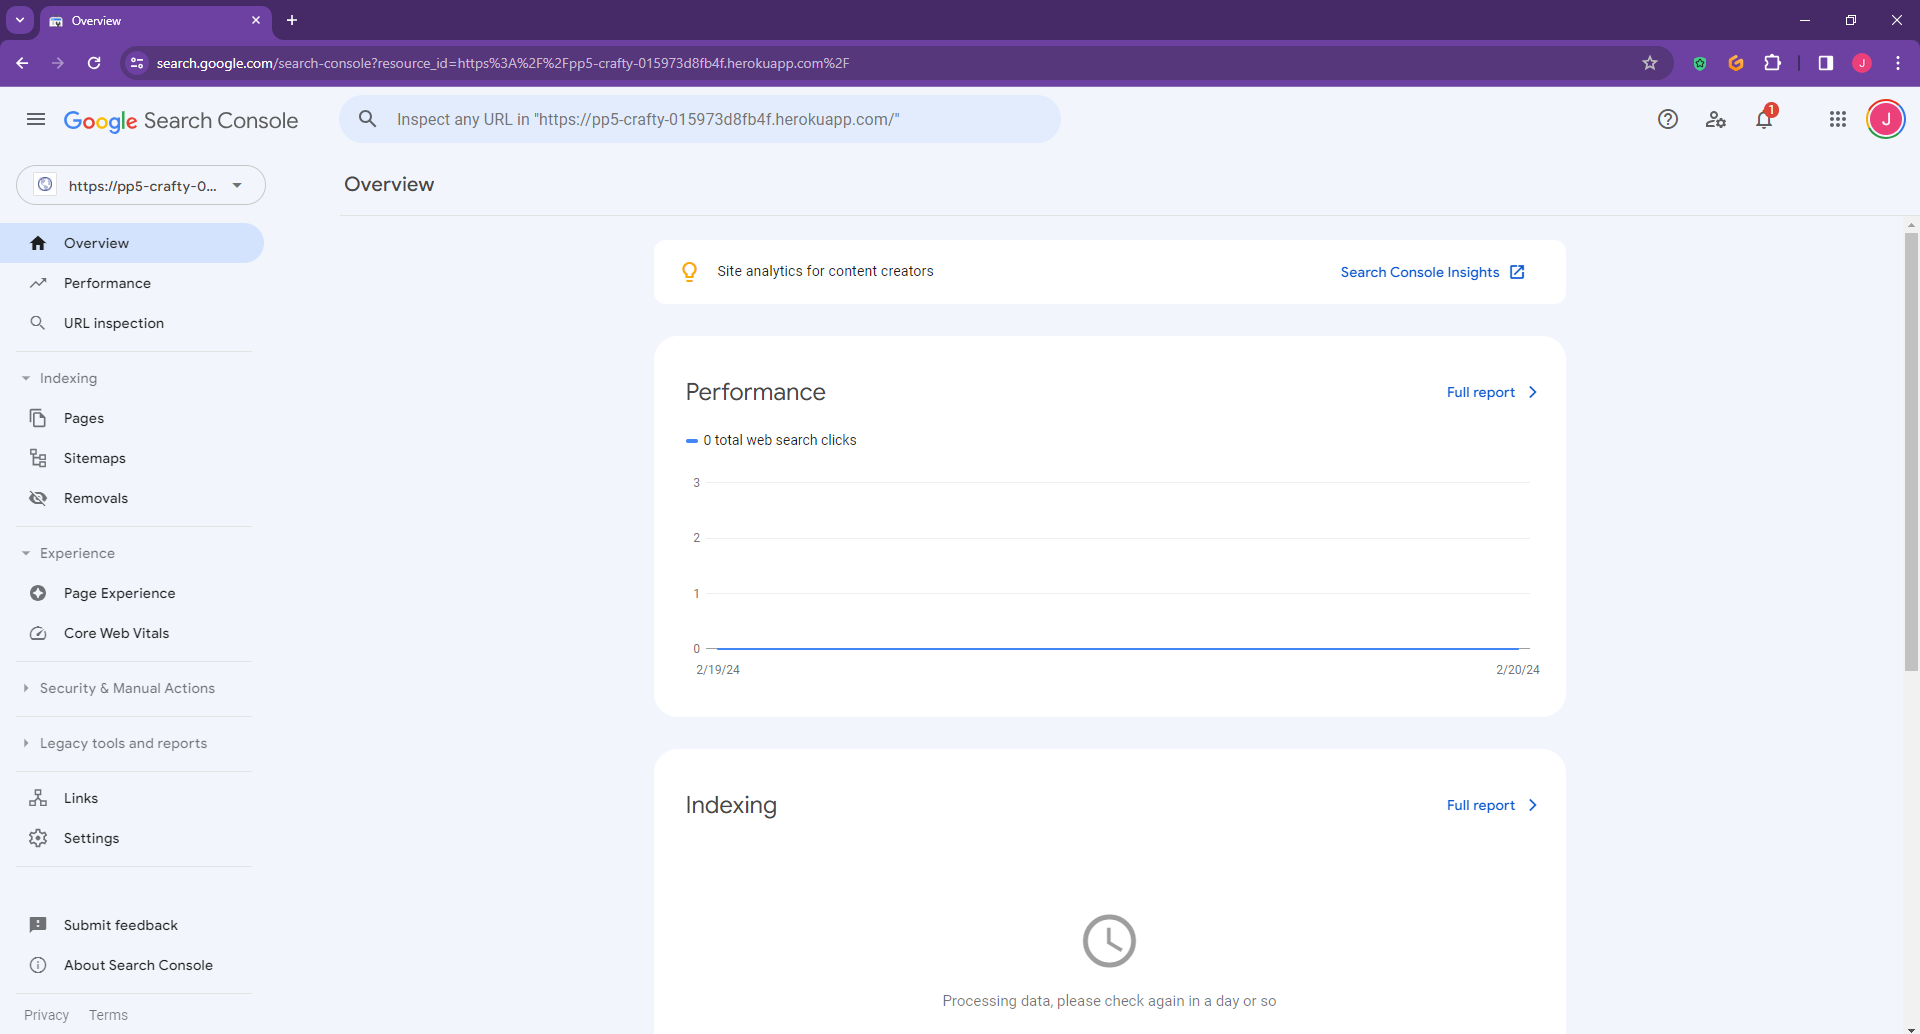 Overview
search.google.com/search-console?resource_id=https%3A%2F%2Fpp5-crafty-015973d8fb4f.herokuapp.com%2F
J
Google Search Console
Inspect any URL in "https://pp5-crafty-015973d8fb4f.herokuapp.com/"
1
J
https://pp5-crafty-0...
Overview
Overview
Performance
URL inspection
Indexing
Pages
Sitemaps
Removals
Experience
Page Experience
Core Web Vitals
Security & Manual Actions
Legacy tools and reports
Links
Settings
Submit feedback
About Search Console
Privacy Terms
Site analytics for content creators
Search Console Insights
Performance
Full report
0 total web search clicks
3
2
1
0
2/19/24 2/20/24
Indexing
Full report
Processing data, please check again in a day or so